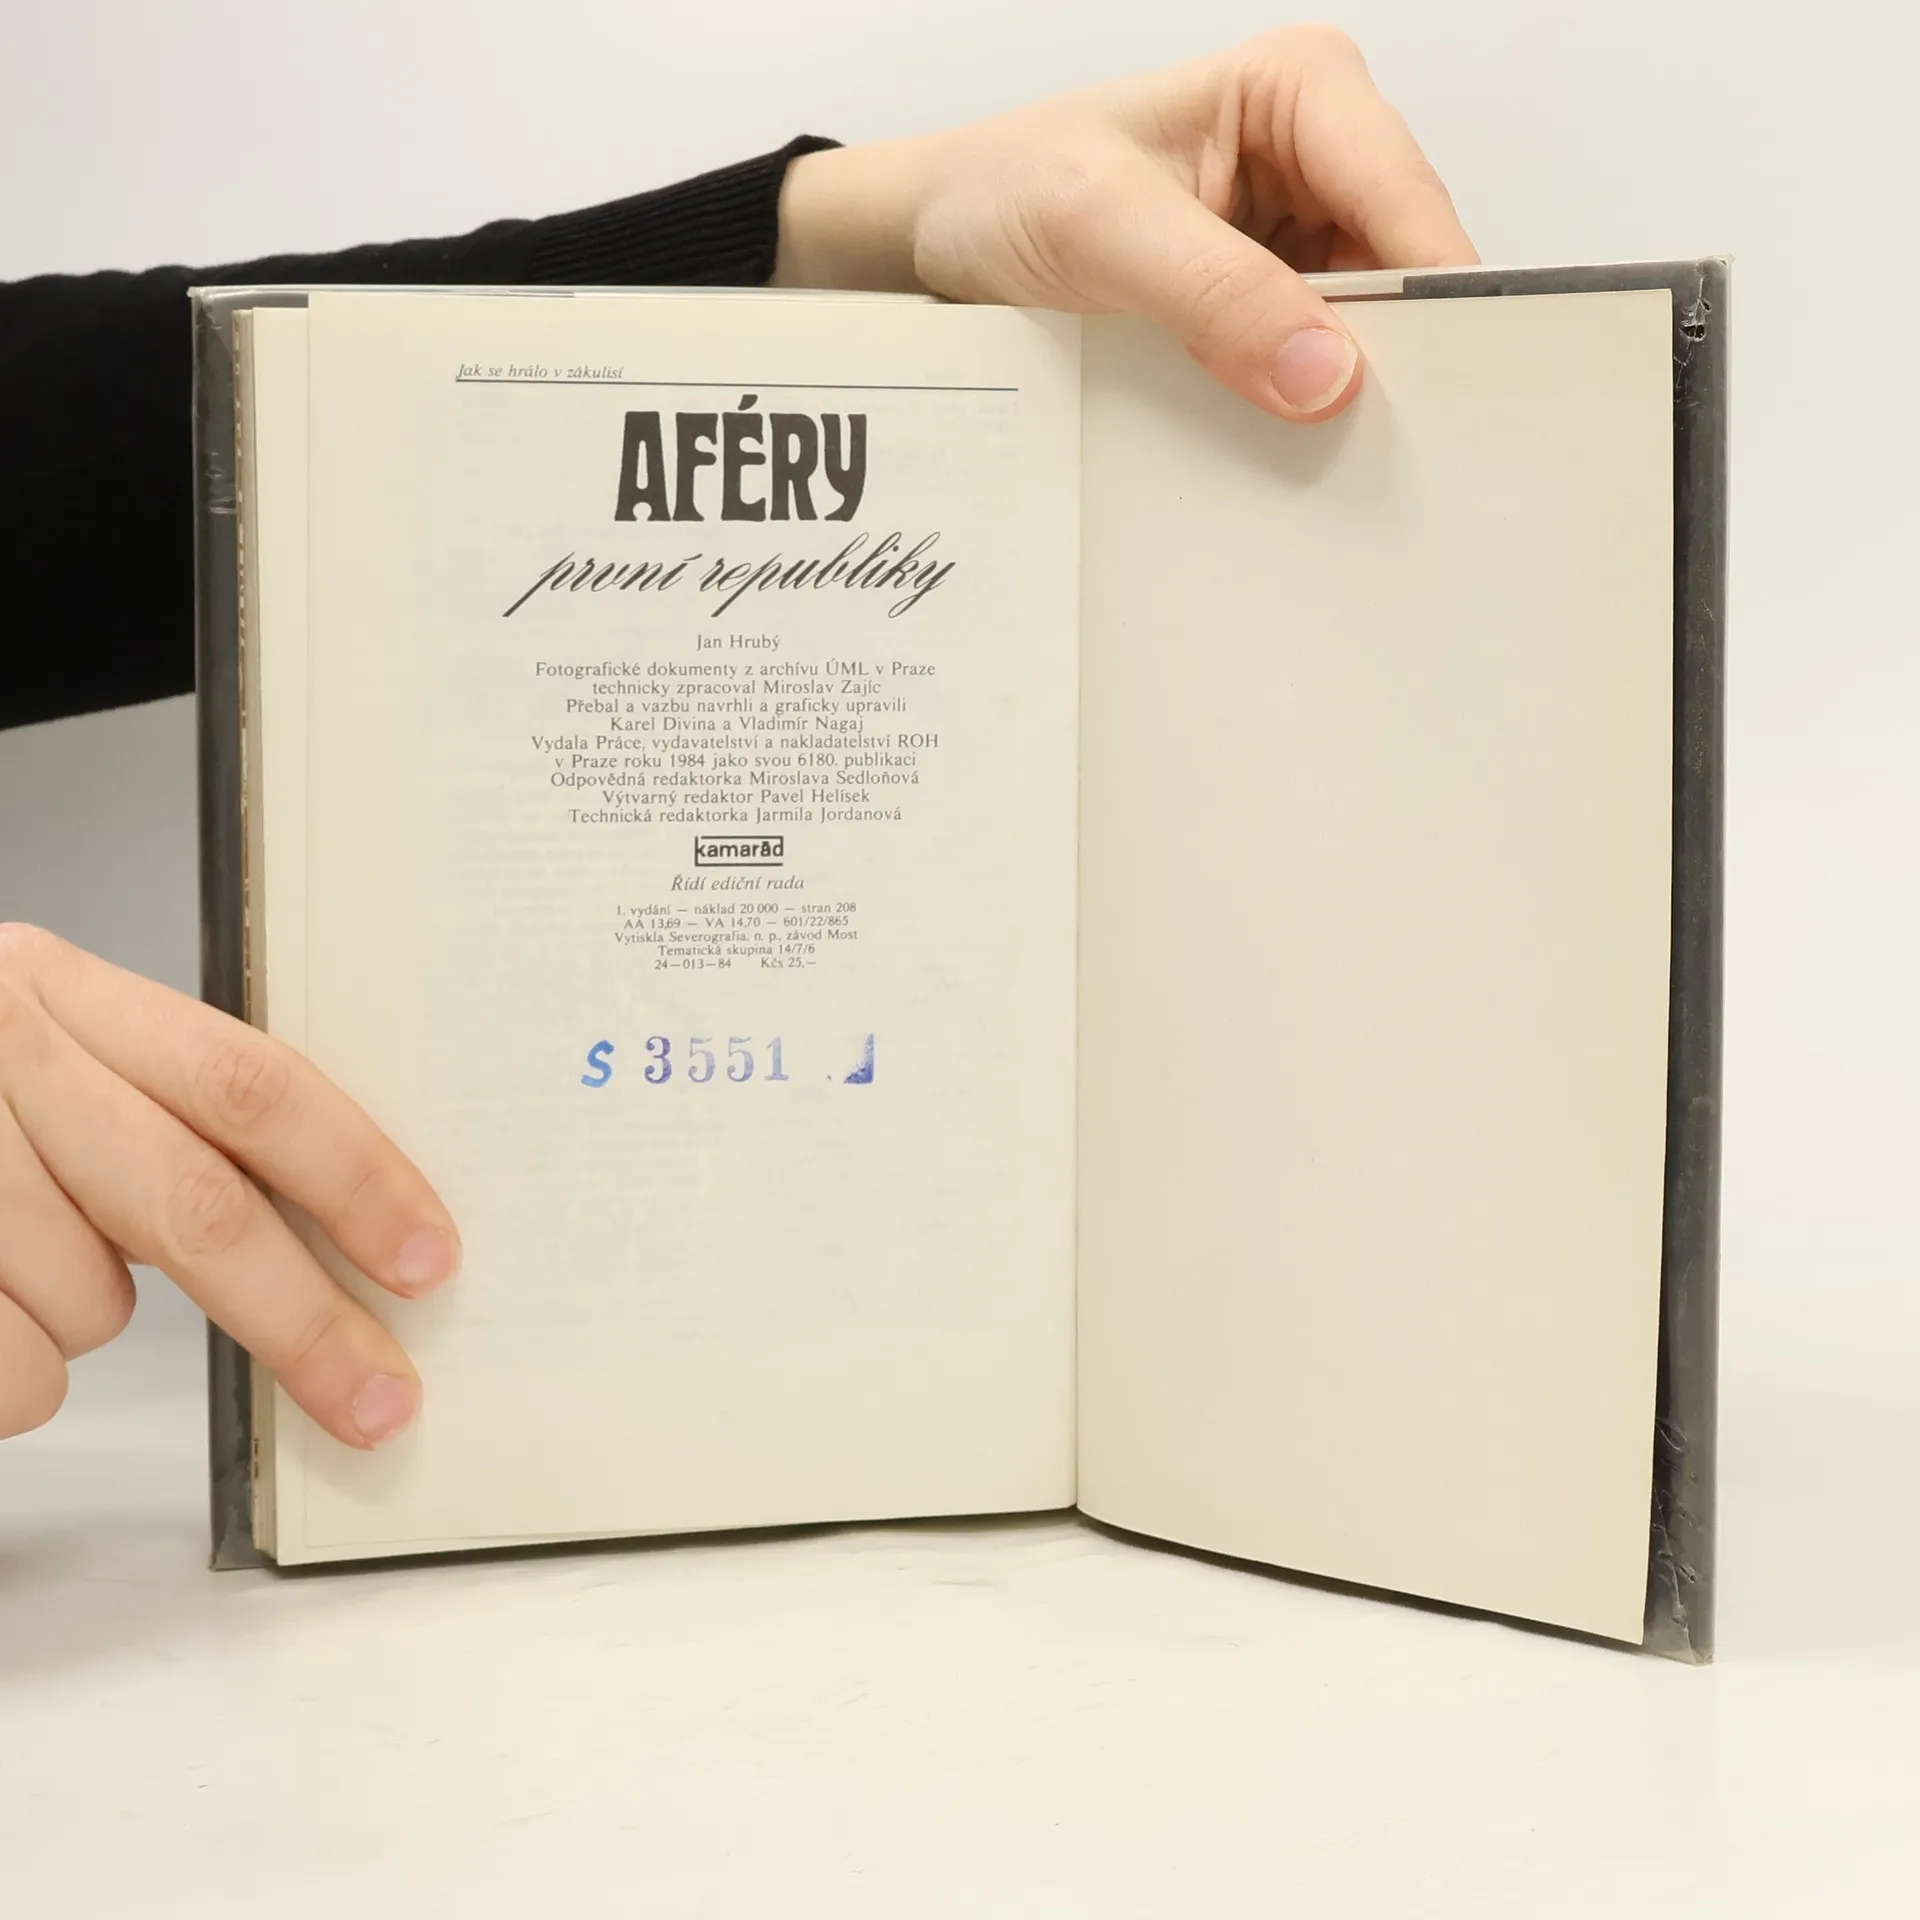 Jak se hrálo v zákulisí
AFÉRY
první republiky
Jan Hrubý
Fotografické dokumenty z archívu ÚML v Praze
technicky zpracoval Miroslav Zajíc
Přebal a vazbu navrhli a graficky upravili
Karel Divina a Vladimír Nagaj
Vydala Práce, vydavatelství a nakladatelství ROH
v Praze roku 1984 jako svou 6180. publikaci
Odpovědná redaktorka Miroslava Sedloňová
Výtvarný redaktor Pavel Helísek
Technická redaktorka Jarmila Jordanová
kamarád
Řídí ediční rada
1. vydání — náklad 20 000 — stran 208
AA 13,69 — VA 14,70 — 601/22/865
Vytiskla Severografia, n. p., závod Most
Tematická skupina 14/7/6
24—013—84 Kčs 25,—
S 3551